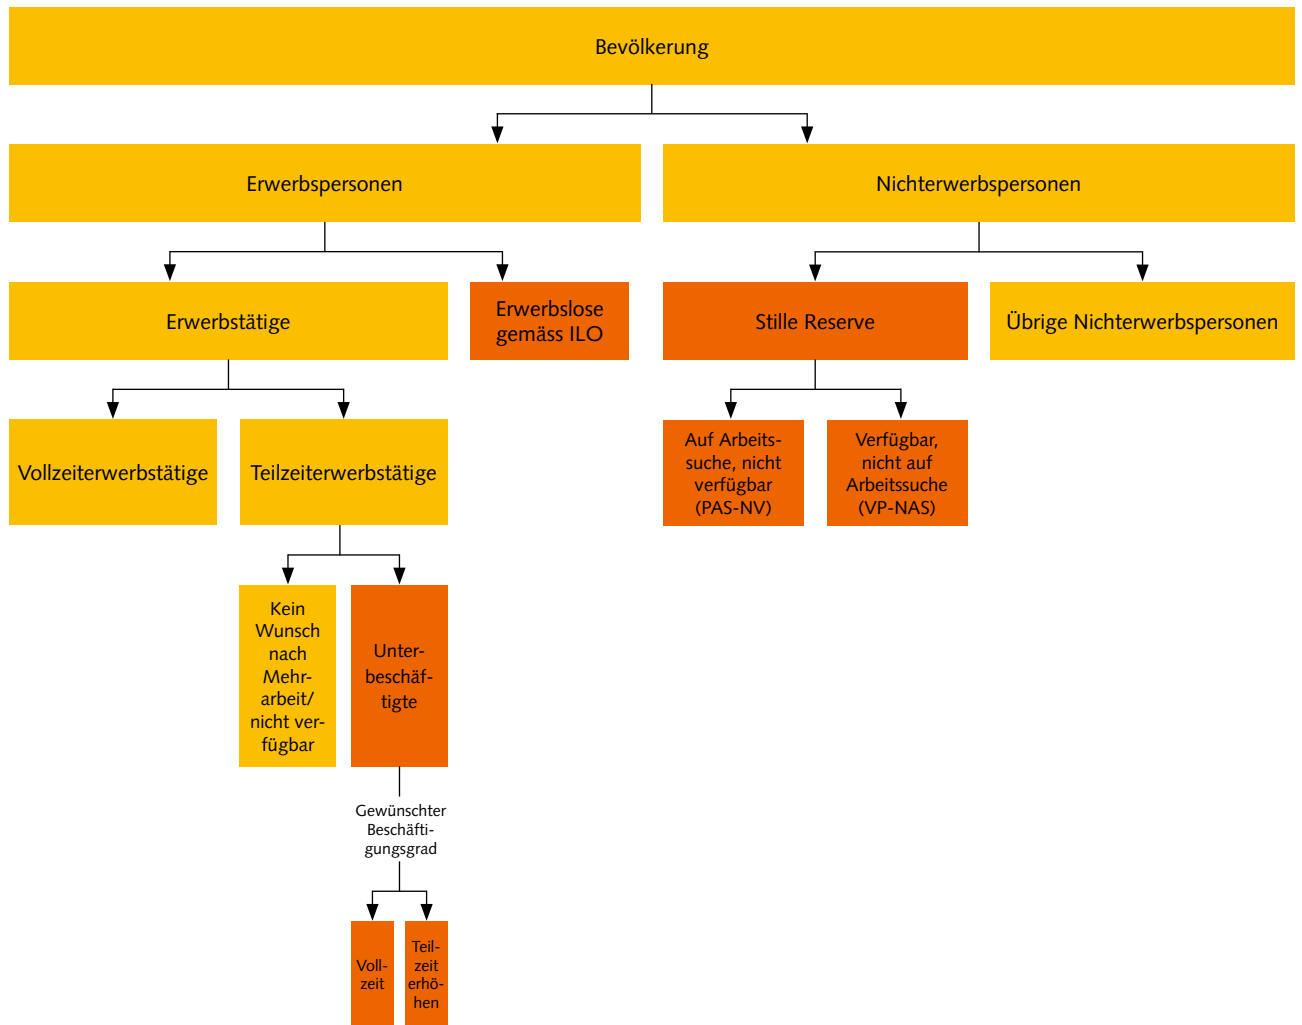 Bevölkerung
Erwerbspersonen
Nichterwerbspersonen
Erwerbstätige
Erwerbslose
gemäss ILO
Stille Reserve
Übrige Nichterwerbspersonen
Vollzeiterwerbstätige
Teilzeiterwerbstätige
Auf Arbeits-
suche, nicht
verfügbar
(PAS-NV)
Verfügbar,
nicht auf
Arbeitssuche
(VP-NAS)
Kein
Wunsch
nach
Mehr-
arbeit/
nicht ver-
fügbar
Unter-
beschäf-
tigte
Gewünschter
Beschäfti-
gungsgrad
Voll-
zeit
Teil-
zeit
erhö-
hen